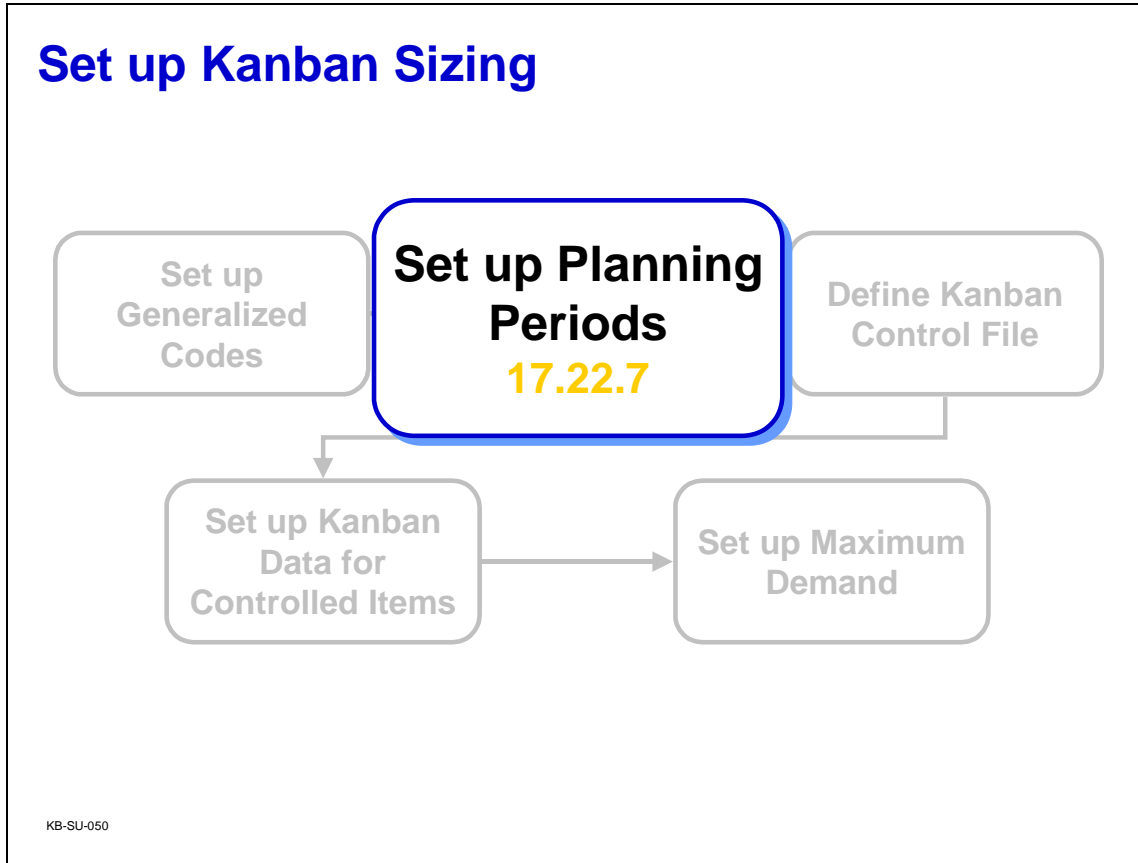 Set up Kanban Sizing
Set up
Generalized
Codes
Set up Planning
Periods
17.22.7
Define Kanban
Control File
Set up Kanban
Data for
Controlled Items
Set up Maximum
Demand
KB-SU-050